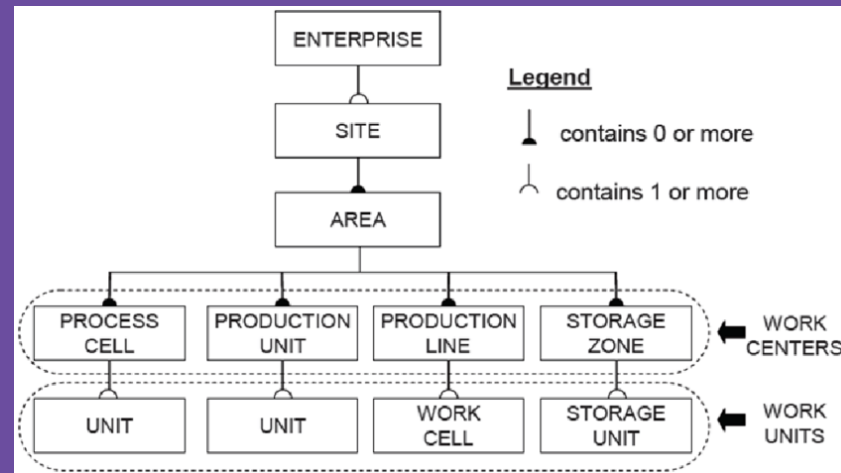 ENTERPRISE
Legend
SITE
contains 0 or more
contains 1 or more
AREA
PROCESS
CELL
PRODUCTION
UNIT
PRODUCTION
LINE
STORAGE
ZONE
WORK
CENTERS
UNIT
UNIT
WORK
CELL
STORAGE
UNIT
WORK
UNITS